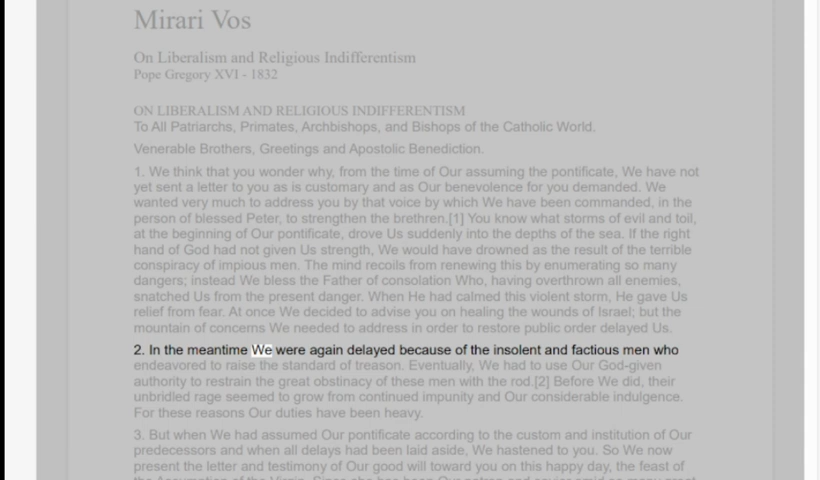 Mirari Vos
On Liberalism and Religious Indifferentism
Pope Gregory XVI - 1832
ON LIBERALISM AND RELIGIOUS INDIFFERENTISM
To All Patriarchs, Primates, Archbishops, and Bishops of the Catholic World.
Venerable Brothers, Greetings and Apostolic Benediction.
1. We think that you wonder why, from the time of Our assuming the pontificate, We have not
yet sent a letter to you as is customary and as Our benevolence for you demanded. We
wanted very much to address you by that voice by which We have been commanded, in the
person of blessed Peter, to strengthen the brethren.[1] You know what storms of evil and toil,
at the beginning of Our pontificate, drove Us suddenly into the depths of the sea. If the right
hand of God had not given Us strength, We would have drowned as the result of the terrible
conspiracy of impious men. The mind recoils from renewing this by enumerating so many
dangers; instead We bless the Father of consolation Who, having overthrown all enemies,
snatched Us from the present danger. When He had calmed this violent storm, He gave Us
relief from fear. At once We decided to advise you on healing the wounds of Israel; but the
mountain of concerns We needed to address in order to restore public order delayed Us.
2. In the meantime We were again delayed because of the insolent and factious men who
endeavored to raise the standard of treason. Eventually, We had to use Our God-given
authority to restrain the great obstinacy of these men with the rod.[2] Before We did, their
unbridled rage seemed to grow from continued impunity and Our considerable indulgence.
For these reasons Our duties have been heavy.
3. But when We had assumed Our pontificate according to the custom and institution of Our
predecessors and when all delays had been laid aside, We hastened to you. So We now
present the letter and testimony of Our good will toward you on this happy day, the feast of